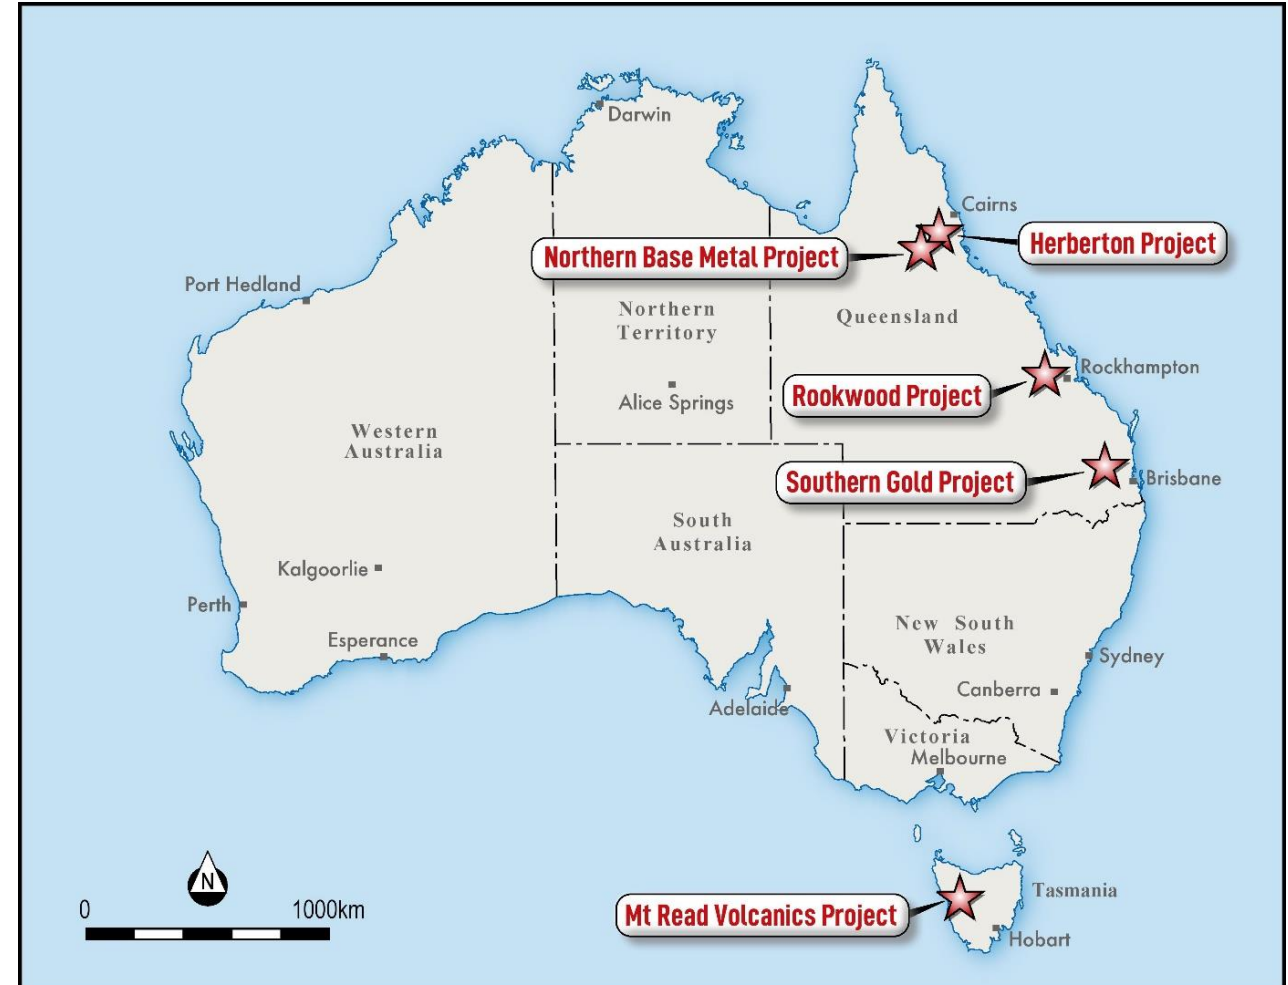 Darwin
Cairns
Herberton Project
Northern Base Metal Project
Port Hedland
Northern
Territory
Queensland
Rockhampton
Rookwood Project
Alice Springs
Western
Australia
Southern Gold Project
Brisbane
South
Australia
Kalgoorlie
Perth
Esperance
New South
Wales
Sydney
Canberra
Adelaide
Victoria
Melbourne
N
0
1000km
Tasmania
Mt Read Volcanics Project
Hobart